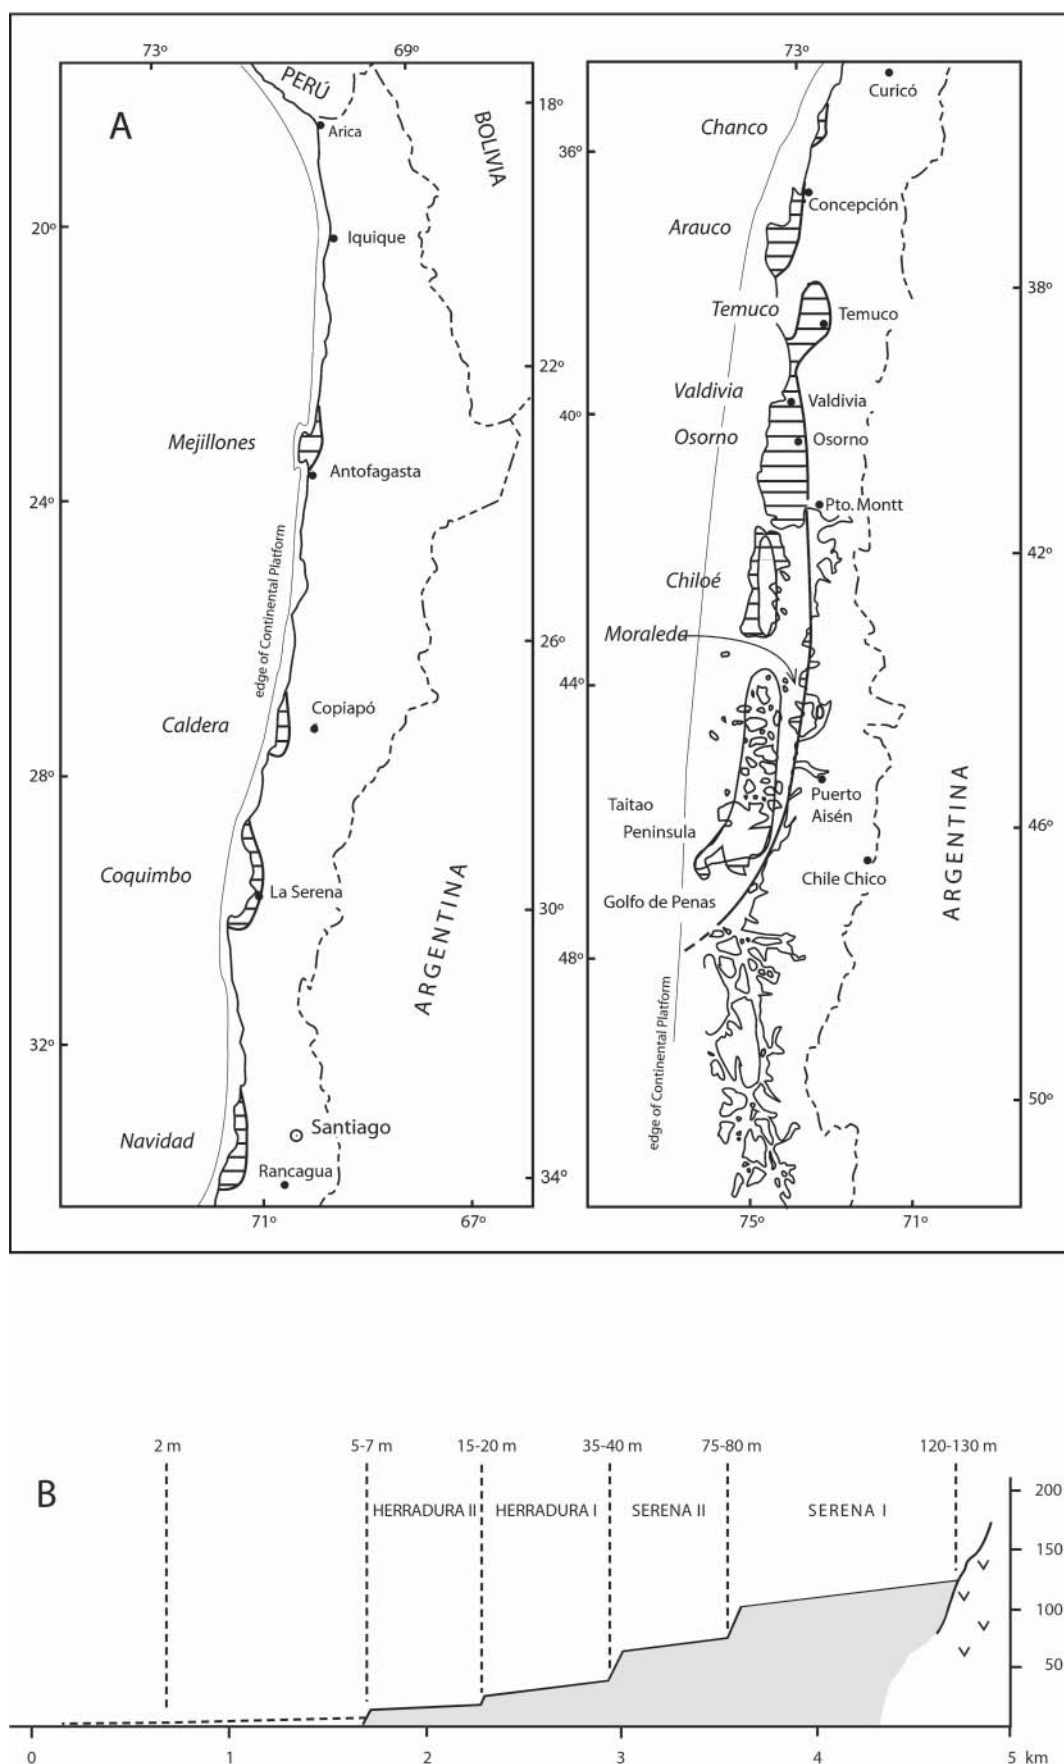 73º
69º
A
PERÚ
Arica
BOLIVIA
18º
20º
Iquique
22º
Mejillones
Antofagasta
24º
edge of Continental Platform
26º
Caldera
Copiapó
28º
Coquimbo
La Serena
30º
ARGENTINA
32º
Navidad
Santiago
Rancagua
34º
71º
67º
73º
Curicó
Chanco
36º
Concepción
Arauco
38º
Temuco
Temuco
Valdivia
Valdivia
40º
Osorno
Osorno
Pto. Montt
42º
Chiloé
Moraleda
44º
Taitao
Peninsula
Puerto
Aisén
46º
ARGENTINA
Chile Chico
Golfo de Penas
48º
edge of Continental Platform
50º
75º
71º
B
2 m
5-7 m
15-20 m
35-40 m
75-80 m
120-130 m
HERRADURA II
HERRADURA I
SERENA II
SERENA I
200
150
100
50
0
1
2
3
4
5 km